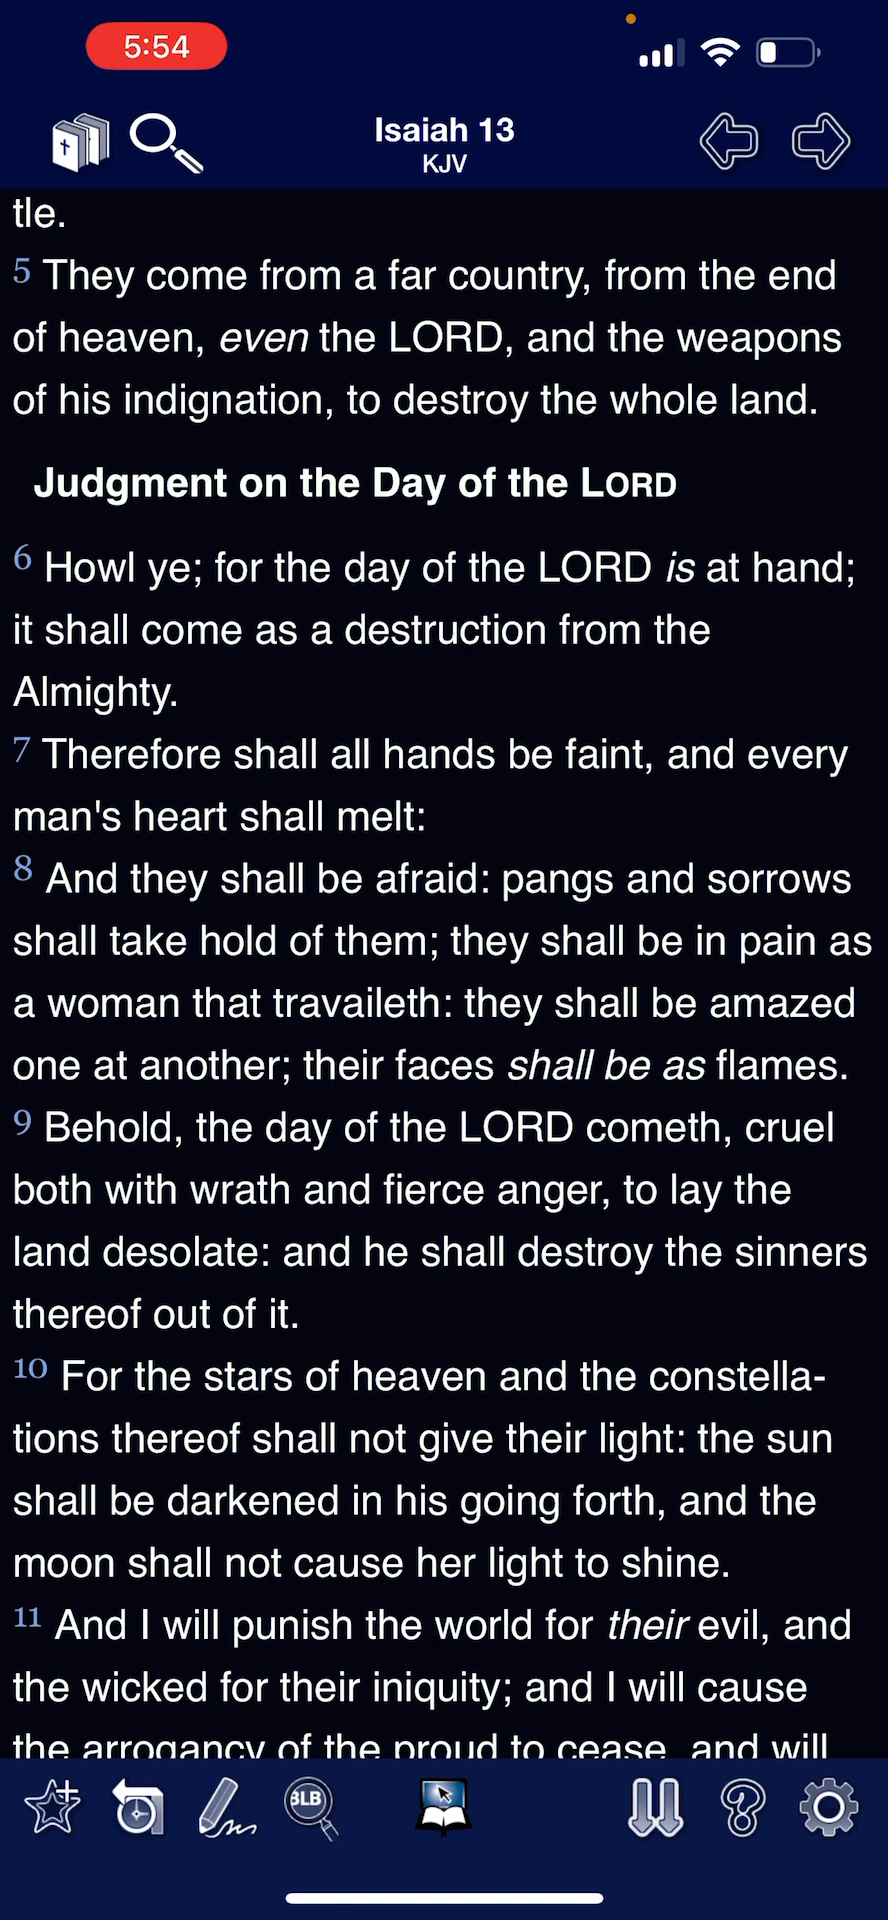 5:54
Isaiah 13
KJV
tle.
5 They come from a far country, from the end
of heaven, even the LORD, and the weapons
of his indignation, to destroy the whole land.
Judgment on the Day of the LORD
6 Howl ye; for the day of the LORD is at hand;
it shall come as a destruction from the
Almighty.
7 Therefore shall all hands be faint, and every
man's heart shall melt:
8 And they shall be afraid: pangs and sorrows
shall take hold of them; they shall be in pain as
a woman that travaileth: they shall be amazed
one at another; their faces shall be as flames.
9 Behold, the day of the LORD cometh, cruel
both with wrath and fierce anger, to lay the
land desolate: and he shall destroy the sinners
thereof out of it.
10 For the stars of heaven and the constella-
tions thereof shall not give their light: the sun
shall be darkened in his going forth, and the
moon shall not cause her light to shine.
11 And I will punish the world for their evil, and
the wicked for their iniquity; and I will cause
the arrogancy of the proud to cease, and will
BLB